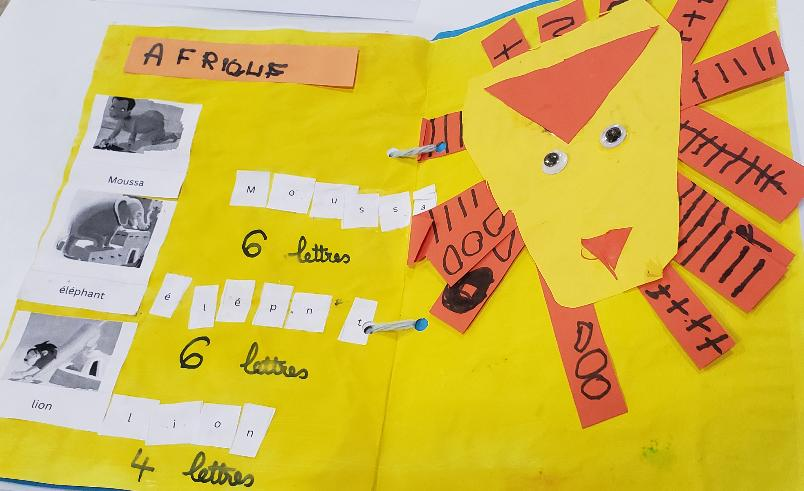 AFRIQUE
Moussa
M o u s s a
6 lettres
éléphant
é l é p n t
6 lettres
lion
l i o n
4 lettres